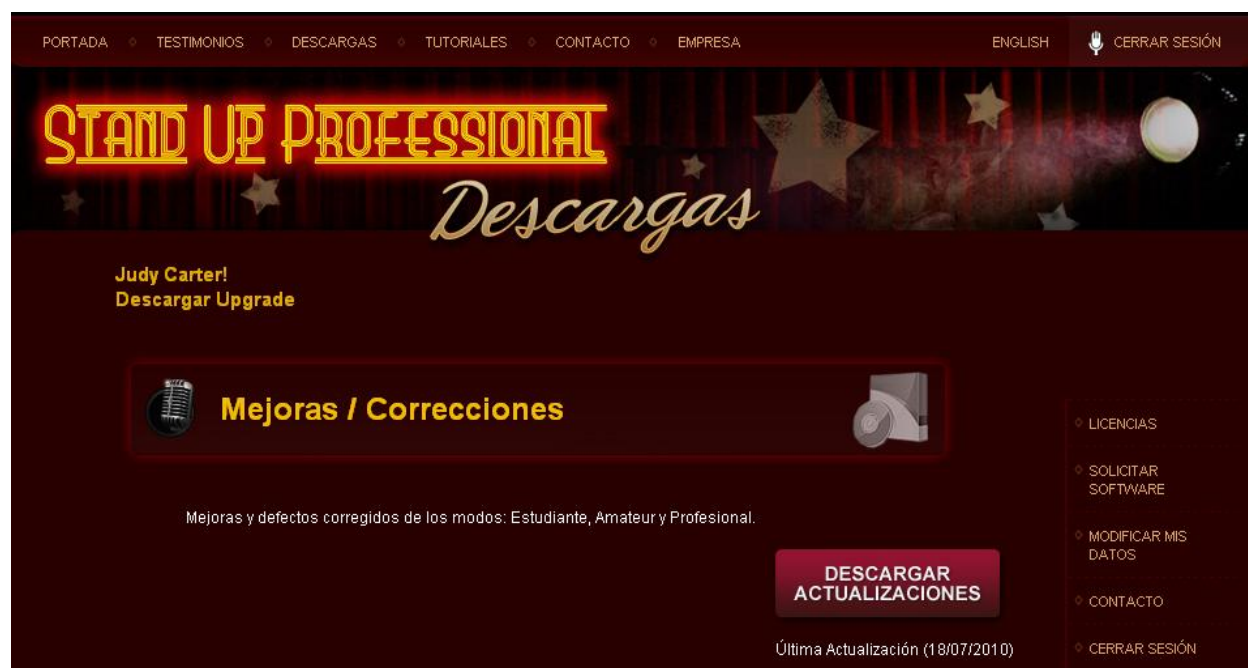 PORTADA TESTIMONIOS DESCARGAS TUTORIALES CONTACTO EMPRESA ENGLISH CERRAR SESIÓN
STAND UP PROFESSIONAL
Descargas
Judy Carter!
Descargar Upgrade
Mejoras / Correcciones
Mejoras y defectos corregidos de los modos: Estudiante, Amateur y Profesional.
DESCARGAR
ACTUALIZACIONES
Última Actualización (18/07/2010)
LICENCIAS
SOLICITAR
SOFTWARE
MODIFICAR MIS
DATOS
CONTACTO
CERRAR SESIÓN